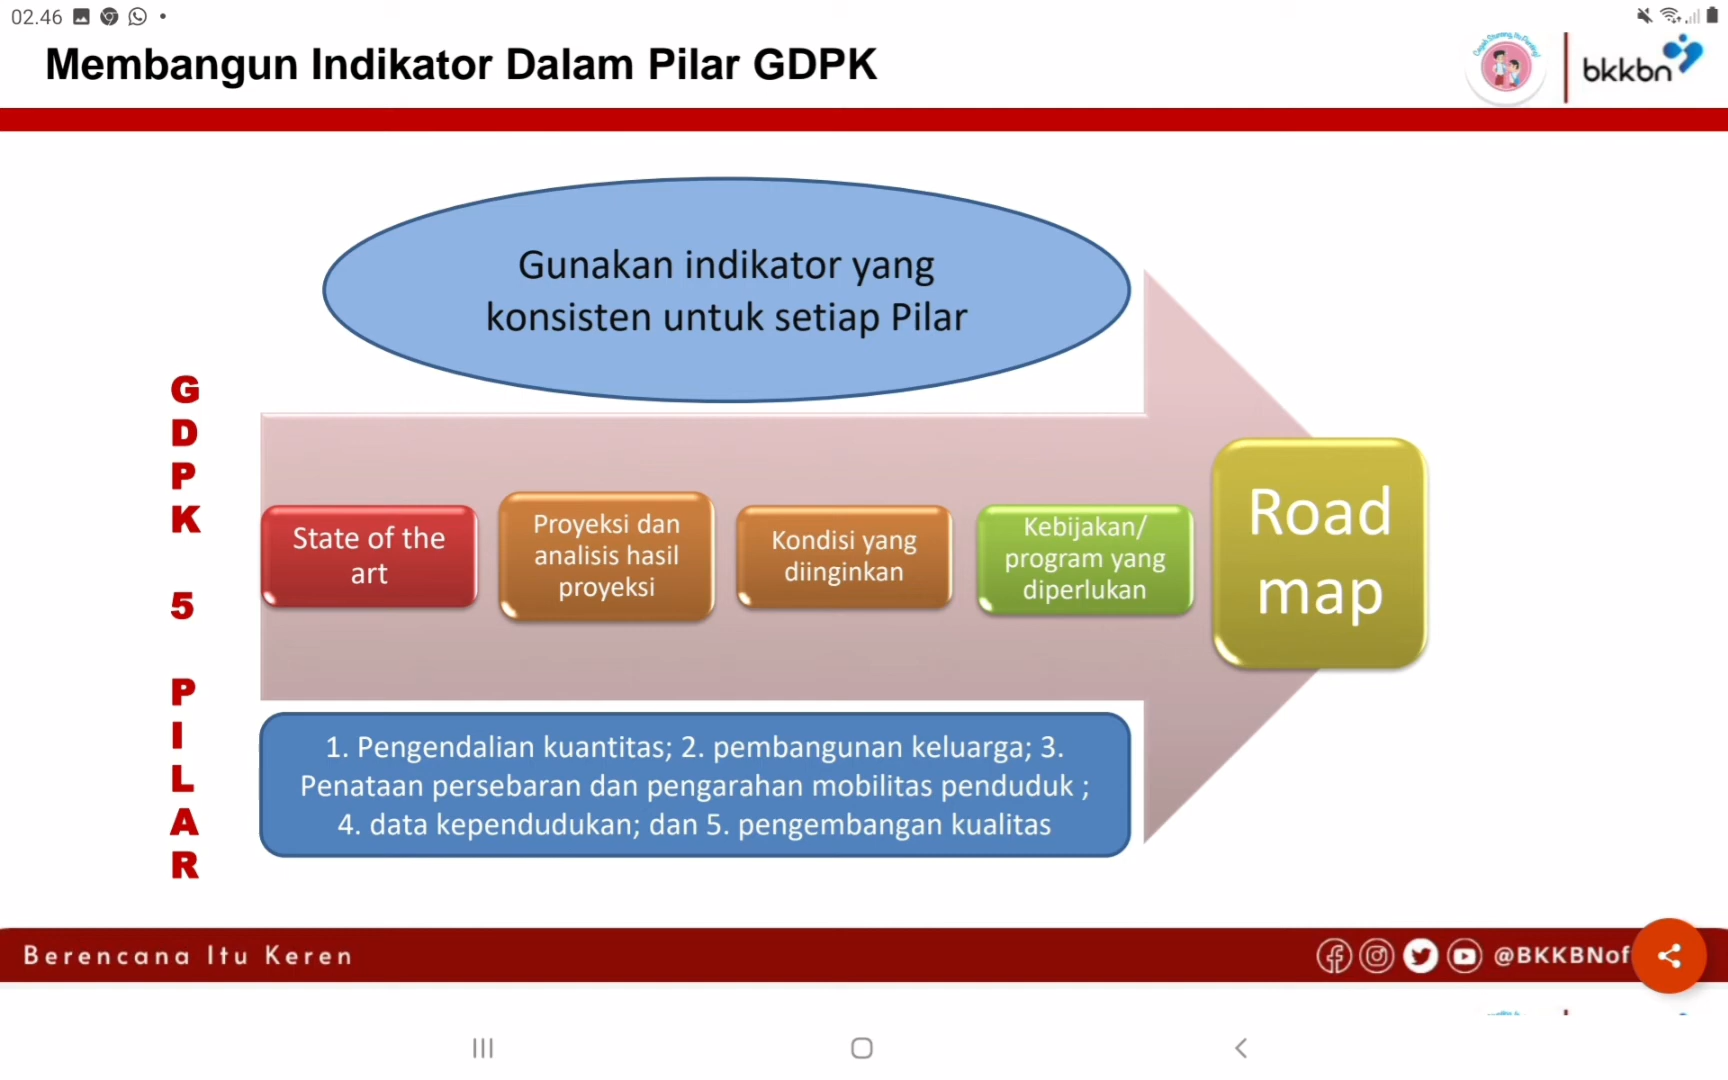 02.46
Membangun Indikator Dalam Pilar GDPK
bkkbn
Gunakan indikator yang
konsisten untuk setiap Pilar
G
D
P
K
5
P
I
L
A
R
State of the
art
Proyeksi dan
analisis hasil
proyeksi
Kondisi yang
diinginkan
Kebijakan/
program yang
diperlukan
Road
map
1. Pengendalian kuantitas; 2. pembangunan keluarga; 3.
Penataan persebaran dan pengarahan mobilitas penduduk ;
4. data kependudukan; dan 5. pengembangan kualitas
Berencana Itu Keren
@BKKBNof